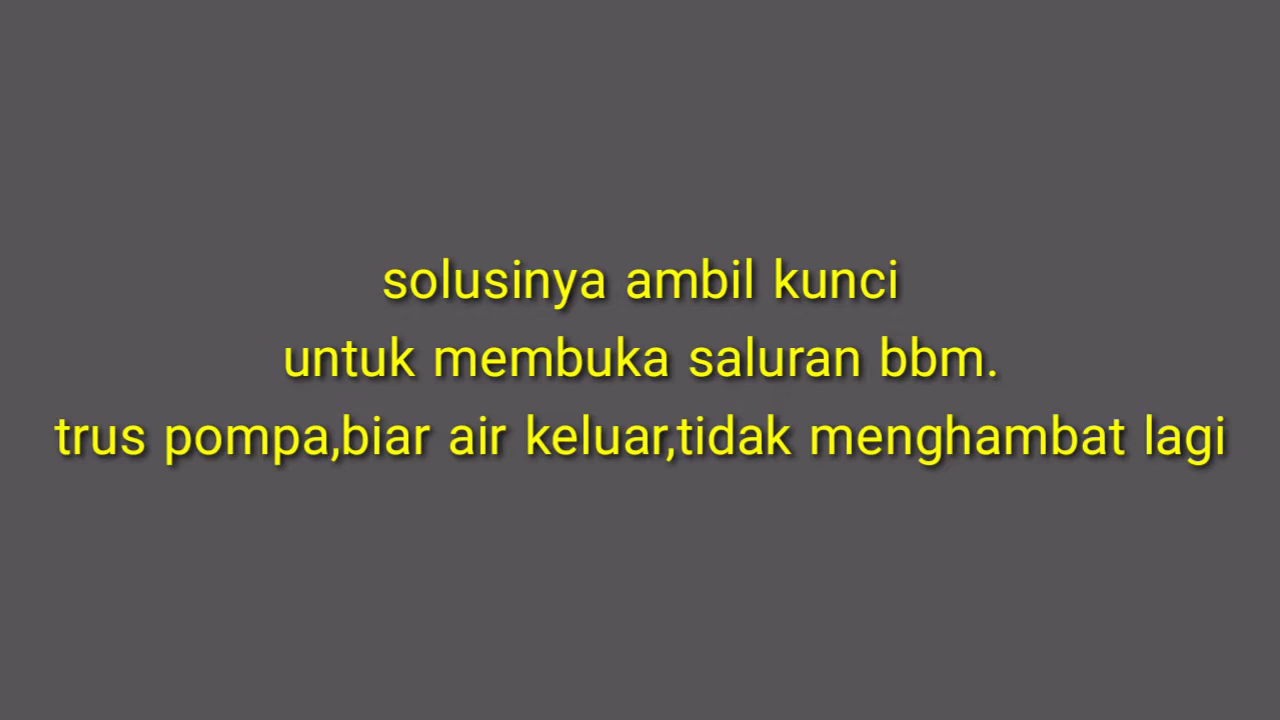 solusinya ambil kunci
untuk membuka saluran bbm.
trus pompa,biar air keluar,tidak menghambat lagi